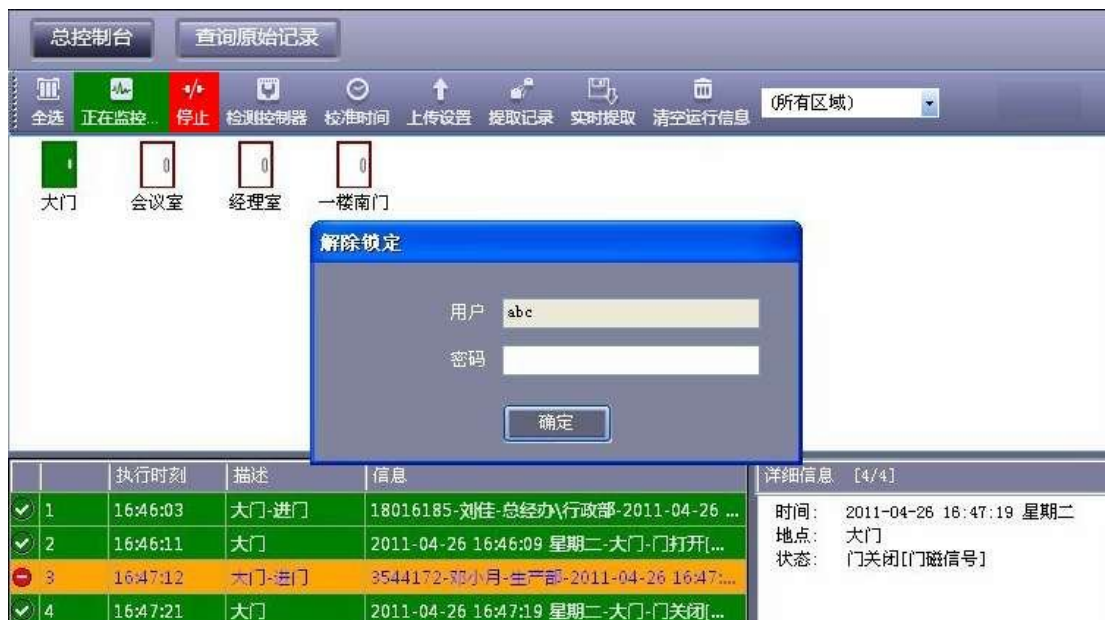 总控制台 查询原始记录
全选 正在监控... 停止 检测控制器 校准时间 上传设置 提取记录 实时提取 清空运行信息 (所有区域)
大门 会议室 经理室 一楼南门
解除锁定
用户 abc
密码
确定
执行时刻 描述 信息
1 16:46:03 大门-进门 18016185-刘佳-总经办\行政部-2011-04-26 ...
2 16:46:11 大门 2011-04-26 16:46:09 星期二-大门-门打开[...
3 16:47:12 大门-进门 3544172-邓小月-生产部-2011-04-26 16:47:...
4 16:47:21 大门 2011-04-26 16:47:19 星期二-大门-门关闭[...
详细信息 [4/4]
时间: 2011-04-26 16:47:19 星期二
地点: 大门
状态: 门关闭[门磁信号]